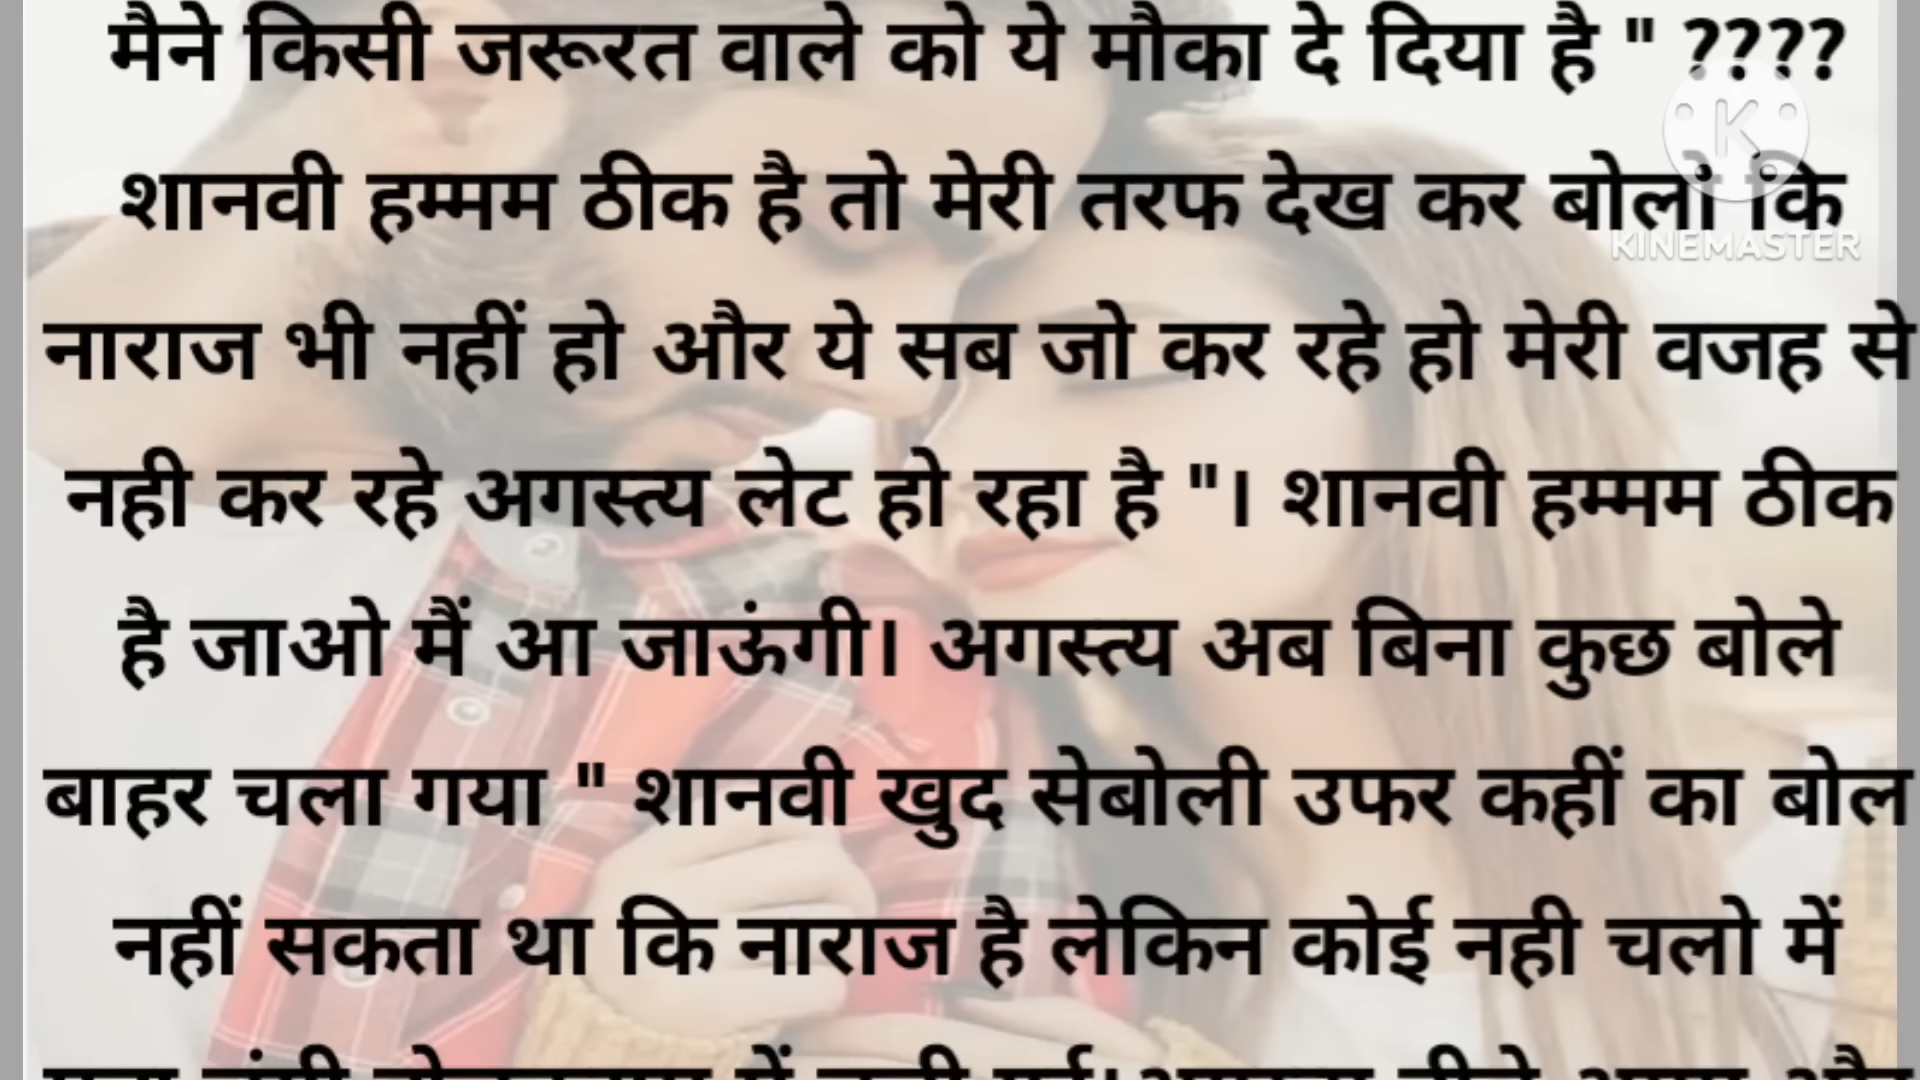 मैने किसी जरूरत वाले को ये मौका दे दिया है " ????
शानवी हम्मम ठीक है तो मेरी तरफ देख कर बोलो कि
KINEMASTER
नाराज भी नहीं हो और ये सब जो कर रहे हो मेरी वजह से
नही कर रहे अगस्त्य लेट हो रहा है "। शानवी हम्मम ठीक
है जाओ मैं आ जाऊंगी। अगस्त्य अब बिना कुछ बोले
बाहर चला गया " शानवी खुद सेबोली उफर कहीं का बोल
नहीं सकता था कि नाराज है लेकिन कोई नही चलो में